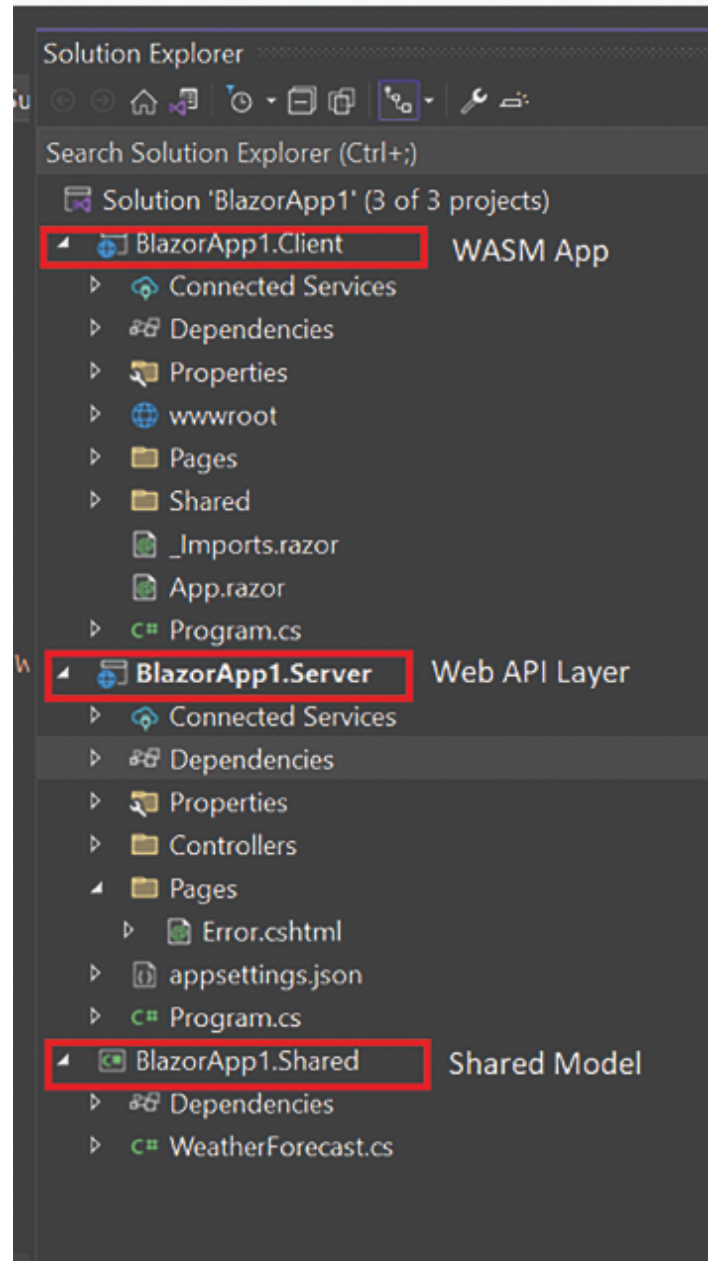 Solution Explorer
Su
Search Solution Explorer (Ctrl+;)
Solution 'BlazorApp1' (3 of 3 projects)
BlazorApp1.Client WASM App
Connected Services
Dependencies
Properties
wwwroot
Pages
Shared
_Imports.razor
App.razor
C# Program.cs
BlazorApp1.Server Web API Layer
Connected Services
Dependencies
Properties
Controllers
Pages
Error.cshtml
appsettings.json
C# Program.cs
C# BlazorApp1.Shared Shared Model
Dependencies
C# WeatherForecast.cs